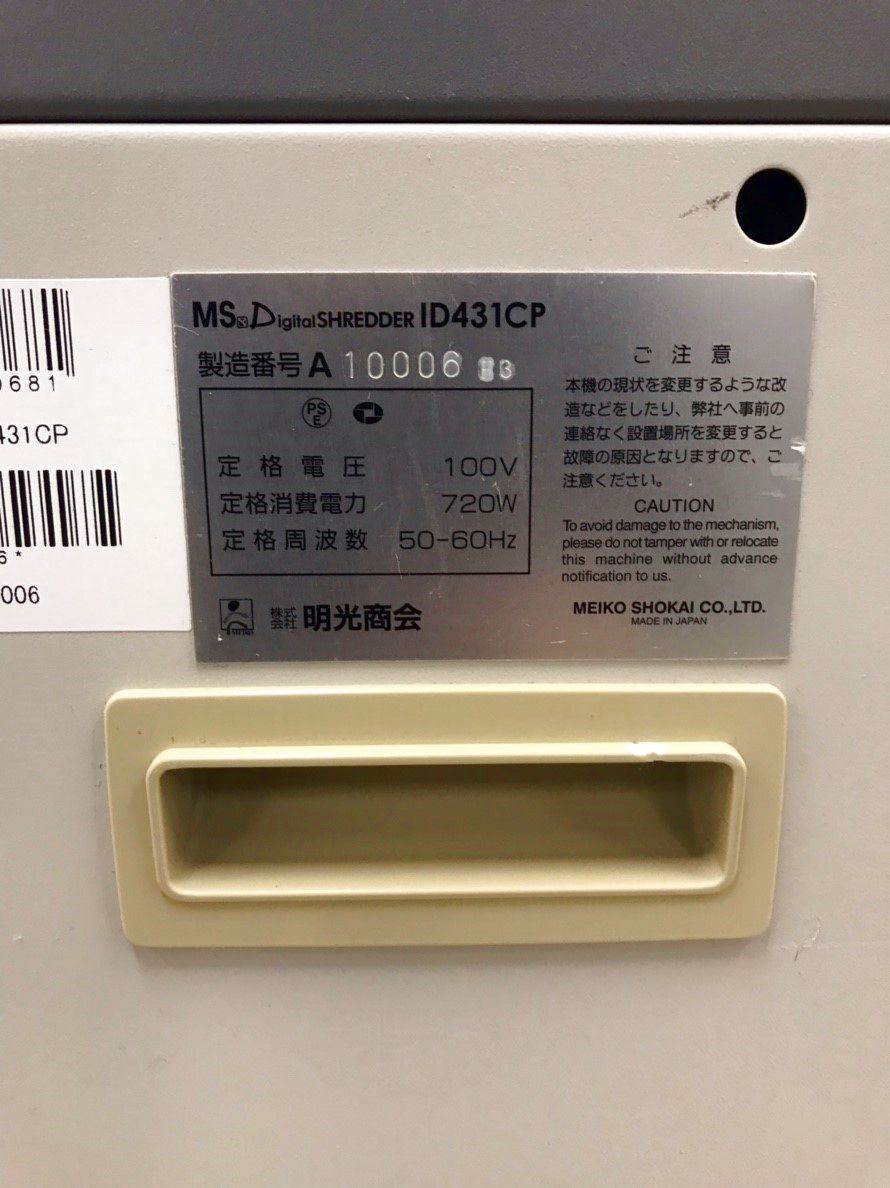 MS DigitalSHREDDER ID431CP
製造番号 A 10006
PS
E
定格電圧 100V
定格消費電力 720W
定格周波数 50-60Hz
株式
会社 明光商会
ご注意
本機の現状を変更するような改
造などをしたり、弊社へ事前の
連絡なく設置場所を変更すると
故障の原因となりますので、ご
注意ください。
CAUTION
To avoid damage to the mechanism,
please do not tamper with or relocate
this machine without advance
notification to us.
MEIKO SHOKAI CO.,LTD.
MADE IN JAPAN
681
431CP
6*
006